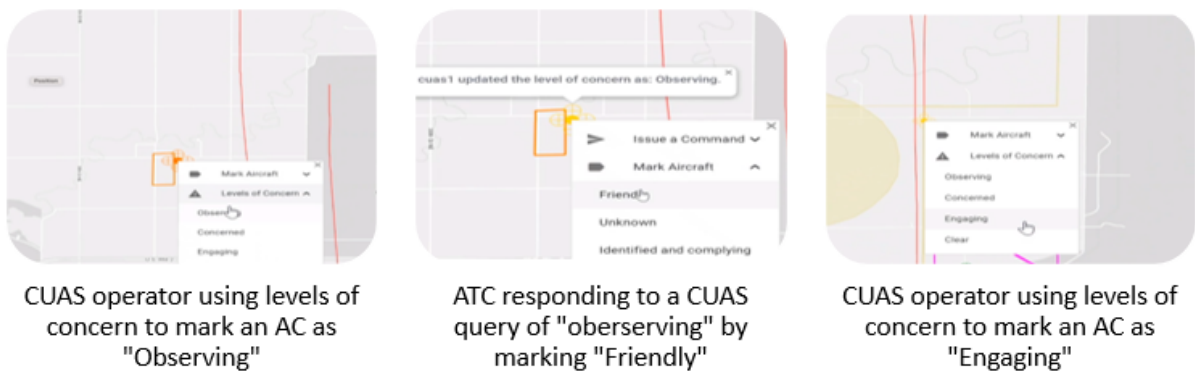 Position
Mark Aircraft
Levels of Concern
Observing
Concerned
Engaging
CUAS operator using levels of
concern to mark an AC as
"Observing"
cuas1 updated the level of concern as: Observing.
Issue a Command
Mark Aircraft
Friendly
Unknown
Identified and complying
ATC responding to a CUAS
query of "oberserving" by
marking "Friendly"
Mark Aircraft
Levels of Concern
Observing
Concerned
Engaging
Clear
CUAS operator using levels of
concern to mark an AC as
"Engaging"